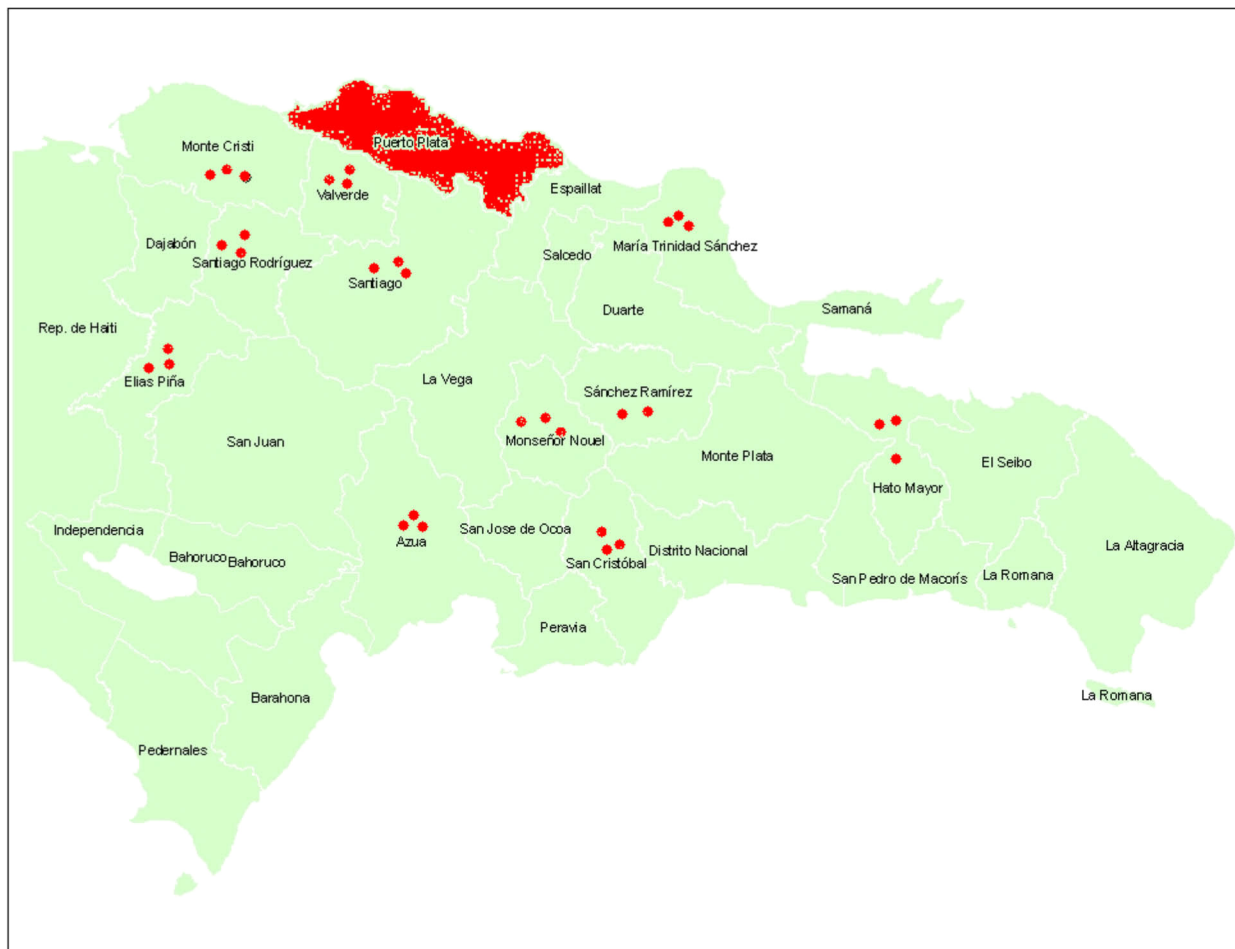 Puerto Plata
Monte Cristi
Valverde
Espaillat
Dajabón
Santiago Rodríguez
María Trinidad Sánchez
Salcedo
Santiago
Samaná
Duarte
Rep. de Haiti
Elias Piña
La Vega
Sánchez Ramírez
San Juan
Monseñor Nouel
Monte Plata
El Seibo
Hato Mayor
Independencia
San Jose de Ocoa
Azua
Distrito Nacional
La Altagracia
Bahoruco
Bahoruco
San Cristóbal
San Pedro de Macorís
La Romana
Peravia
Barahona
La Romana
Pedernales